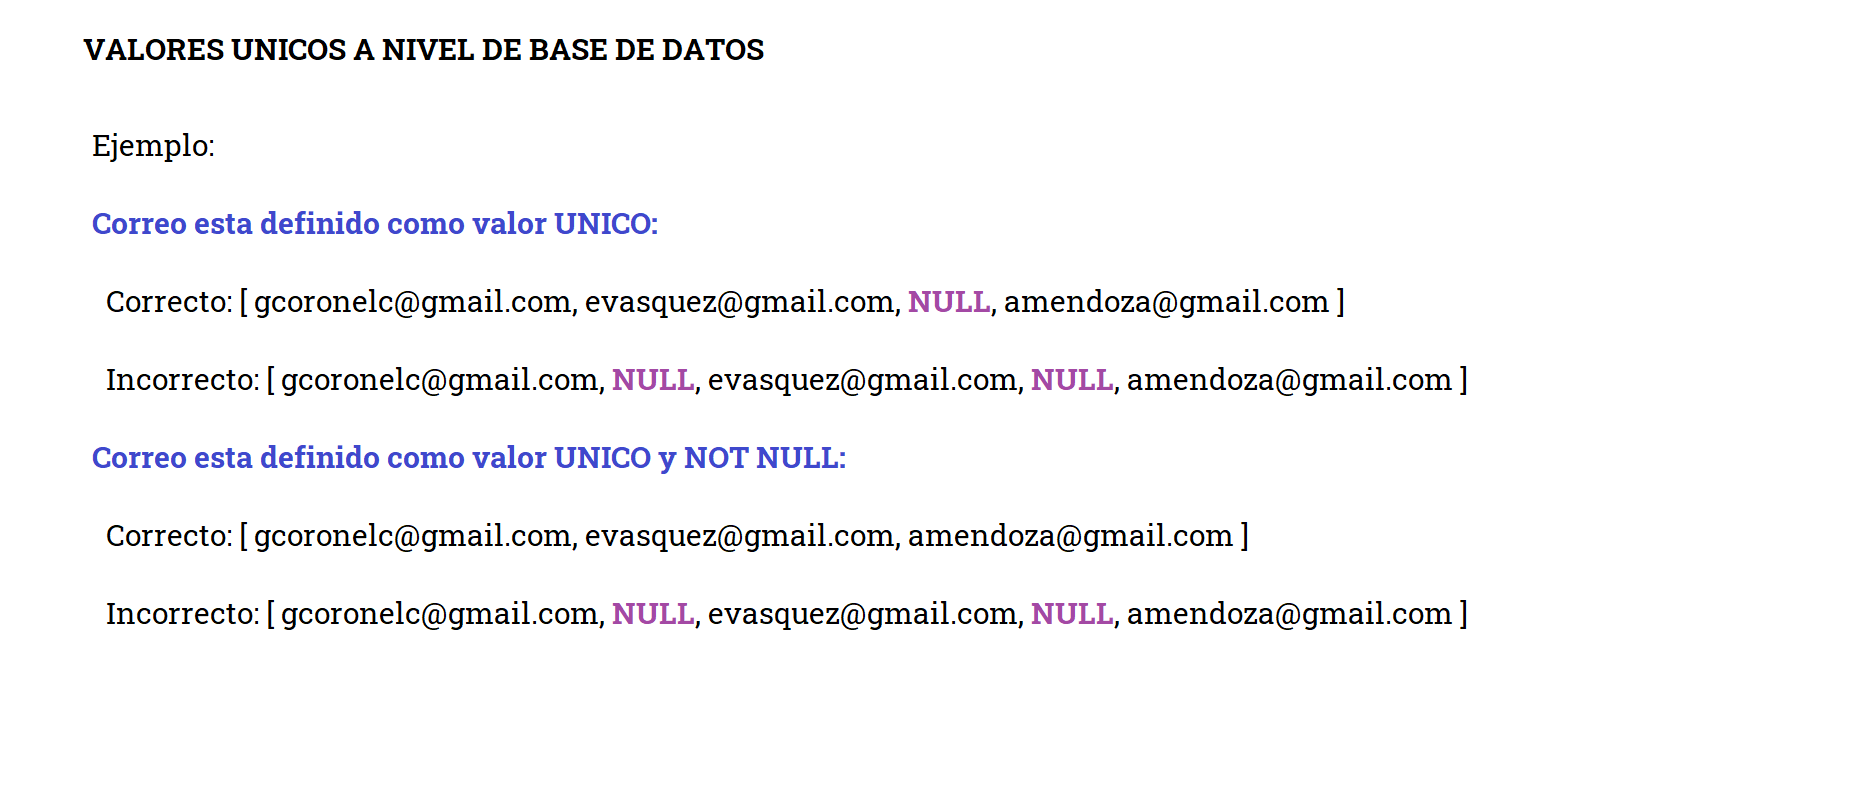 VALORES UNICOS A NIVEL DE BASE DE DATOS
Ejemplo:
Correo esta definido como valor UNICO:
Correcto: [ gcoronelc@gmail.com, evasquez@gmail.com, NULL, amendoza@gmail.com ]
Incorrecto: [ gcoronelc@gmail.com, NULL, evasquez@gmail.com, NULL, amendoza@gmail.com ]
Correo esta definido como valor UNICO y NOT NULL:
Correcto: [ gcoronelc@gmail.com, evasquez@gmail.com, amendoza@gmail.com ]
Incorrecto: [ gcoronelc@gmail.com, NULL, evasquez@gmail.com, NULL, amendoza@gmail.com ]